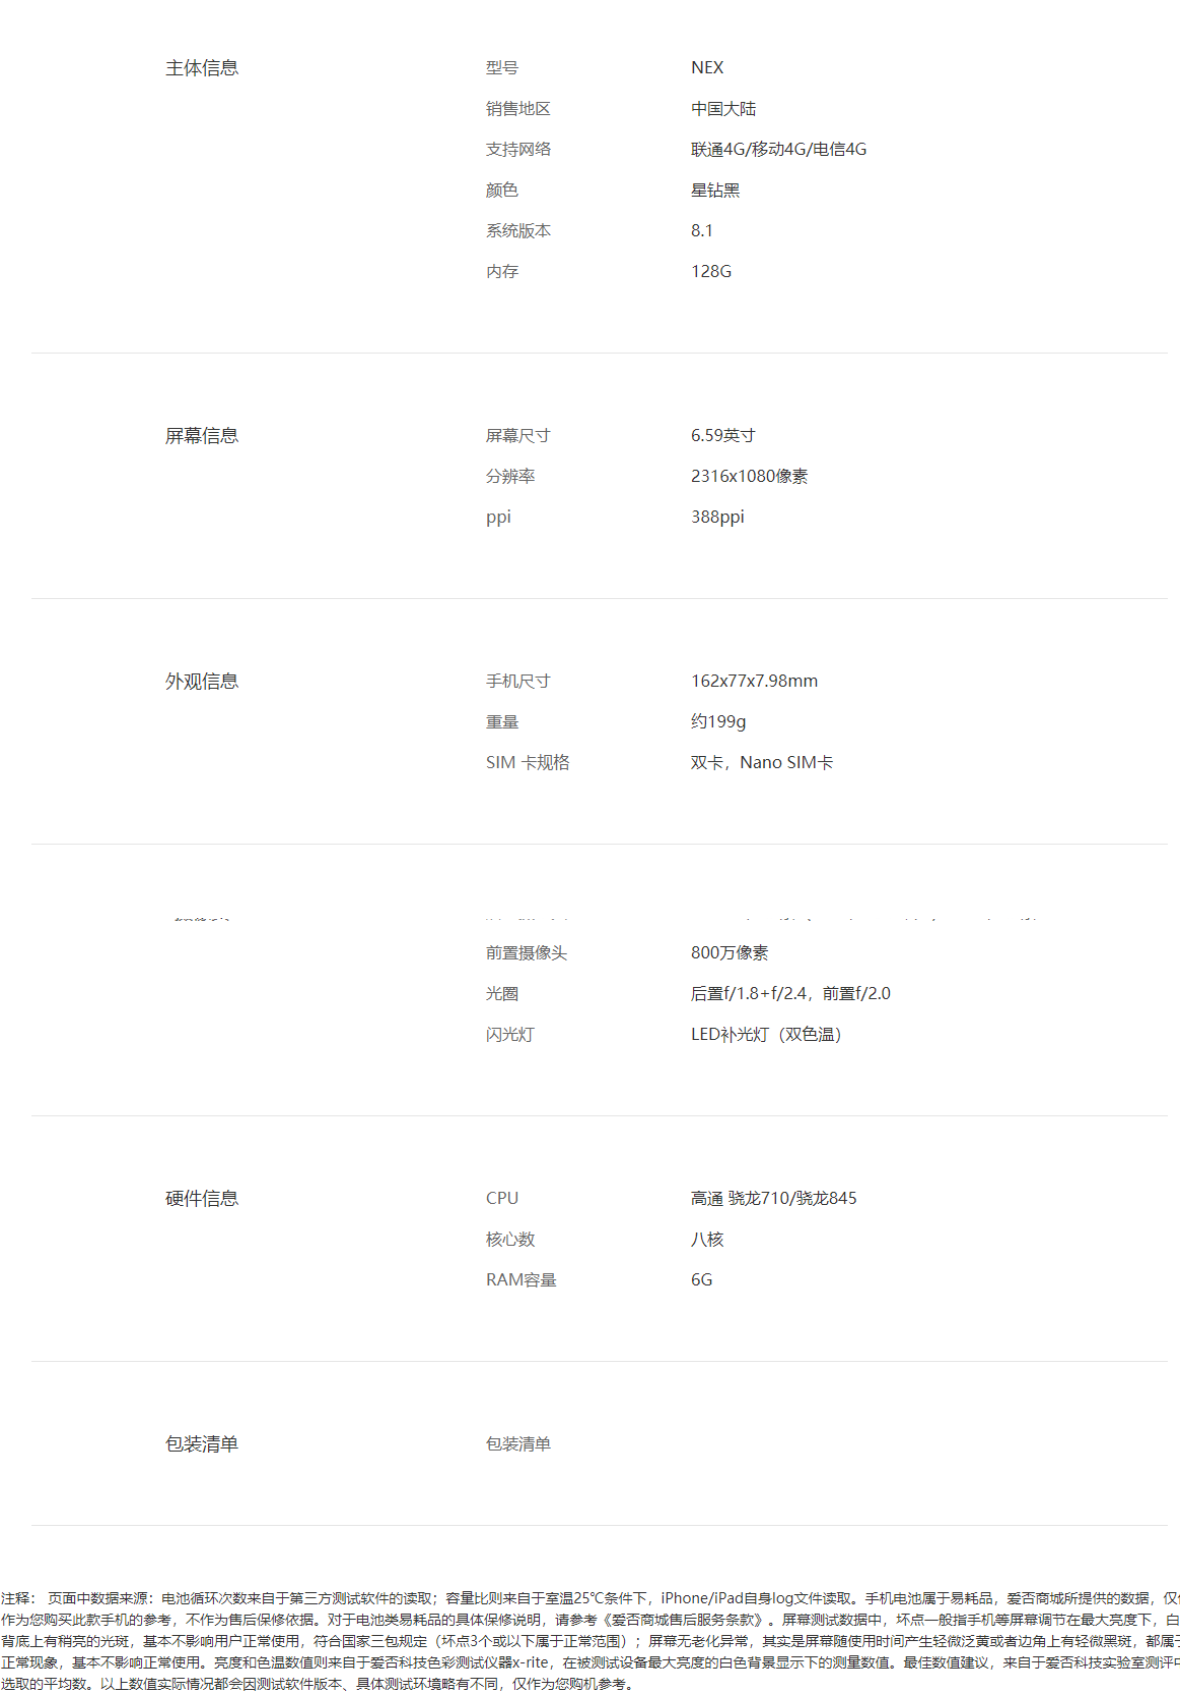 主体信息 型号 NEX
销售地区 中国大陆
支持网络 联通4G/移动4G/电信4G
颜色 星钻黑
系统版本 8.1
内存 128G
屏幕信息 屏幕尺寸 6.59英寸
分辨率 2316x1080像素
ppi 388ppi
外观信息 手机尺寸 162x77x7.98mm
重量 约199g
SIM 卡规格 双卡，Nano SIM卡
前置摄像头 800万像素
光圈 后置f/1.8+f/2.4，前置f/2.0
闪光灯 LED补光灯（双色温）
硬件信息 CPU 高通 骁龙710/骁龙845
核心数 八核
RAM容量 6G
包装清单 包装清单
注释： 页面中数据来源：电池循环次数来自于第三方测试软件的读取；容量比则来自于室温25℃条件下，iPhone/iPad自身log文件读取。手机电池属于易耗品，爱否商城所提供的数据，仅
作为您购买此款手机的参考，不作为售后保修依据。对于电池类易耗品的具体保修说明，请参考《爱否商城售后服务条款》。屏幕测试数据中，坏点一般指手机等屏幕调节在最大亮度下，白
背底上有稍亮的光斑，基本不影响用户正常使用，符合国家三包规定（坏点3个或以下属于正常范围）；屏幕无老化异常，其实是屏幕随使用时间产生轻微泛黄或者边角上有轻微黑斑，都属于
正常现象，基本不影响正常使用。亮度和色温数值则来自于爱否科技色彩测试仪器x-rite，在被测试设备最大亮度的白色背景显示下的测量数值。最佳数值建议，来自于爱否科技实验室测评中
选取的平均数。以上数值实际情况都会因测试软件版本、具体测试环境略有不同，仅作为您购机参考。